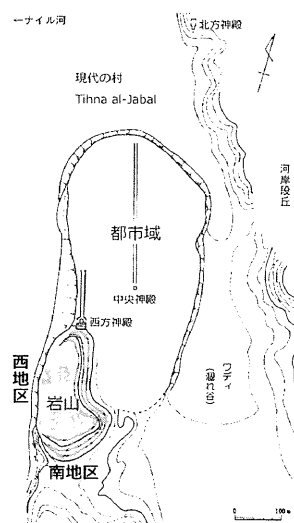 ←ナイル河
北方神殿
現代の村
Tihna al-Jabal
河岸段丘
都市域
中央神殿
西方神殿
ワディ
(涸れ谷)
西地区
岩山
南地区
0 100 m